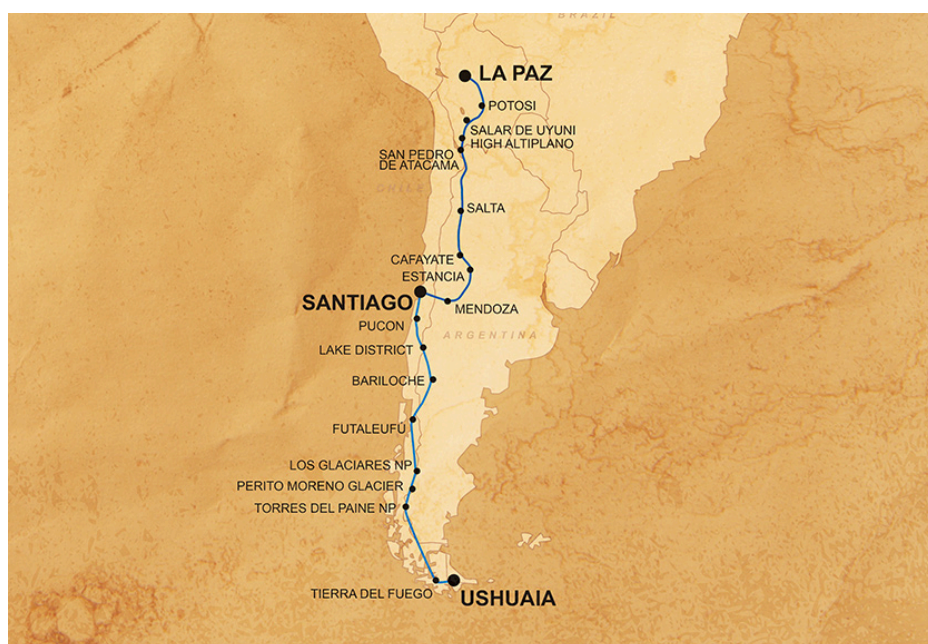 BRAZIL
LA PAZ
POTOSI
SALAR DE UYUNI
HIGH ALTIPLANO
SAN PEDRO
DE ATACAMA
CHILE
SALTA
CAFAYATE
ESTANCIA
SANTIAGO
MENDOZA
PUCON
ARGENTINA
LAKE DISTRICT
BARILOCHE
FUTALEUFÚ
LOS GLACIARES NP
PERITO MORENO GLACIER
TORRES DEL PAINE NP
TIERRA DEL FUEGO
USHUAIA